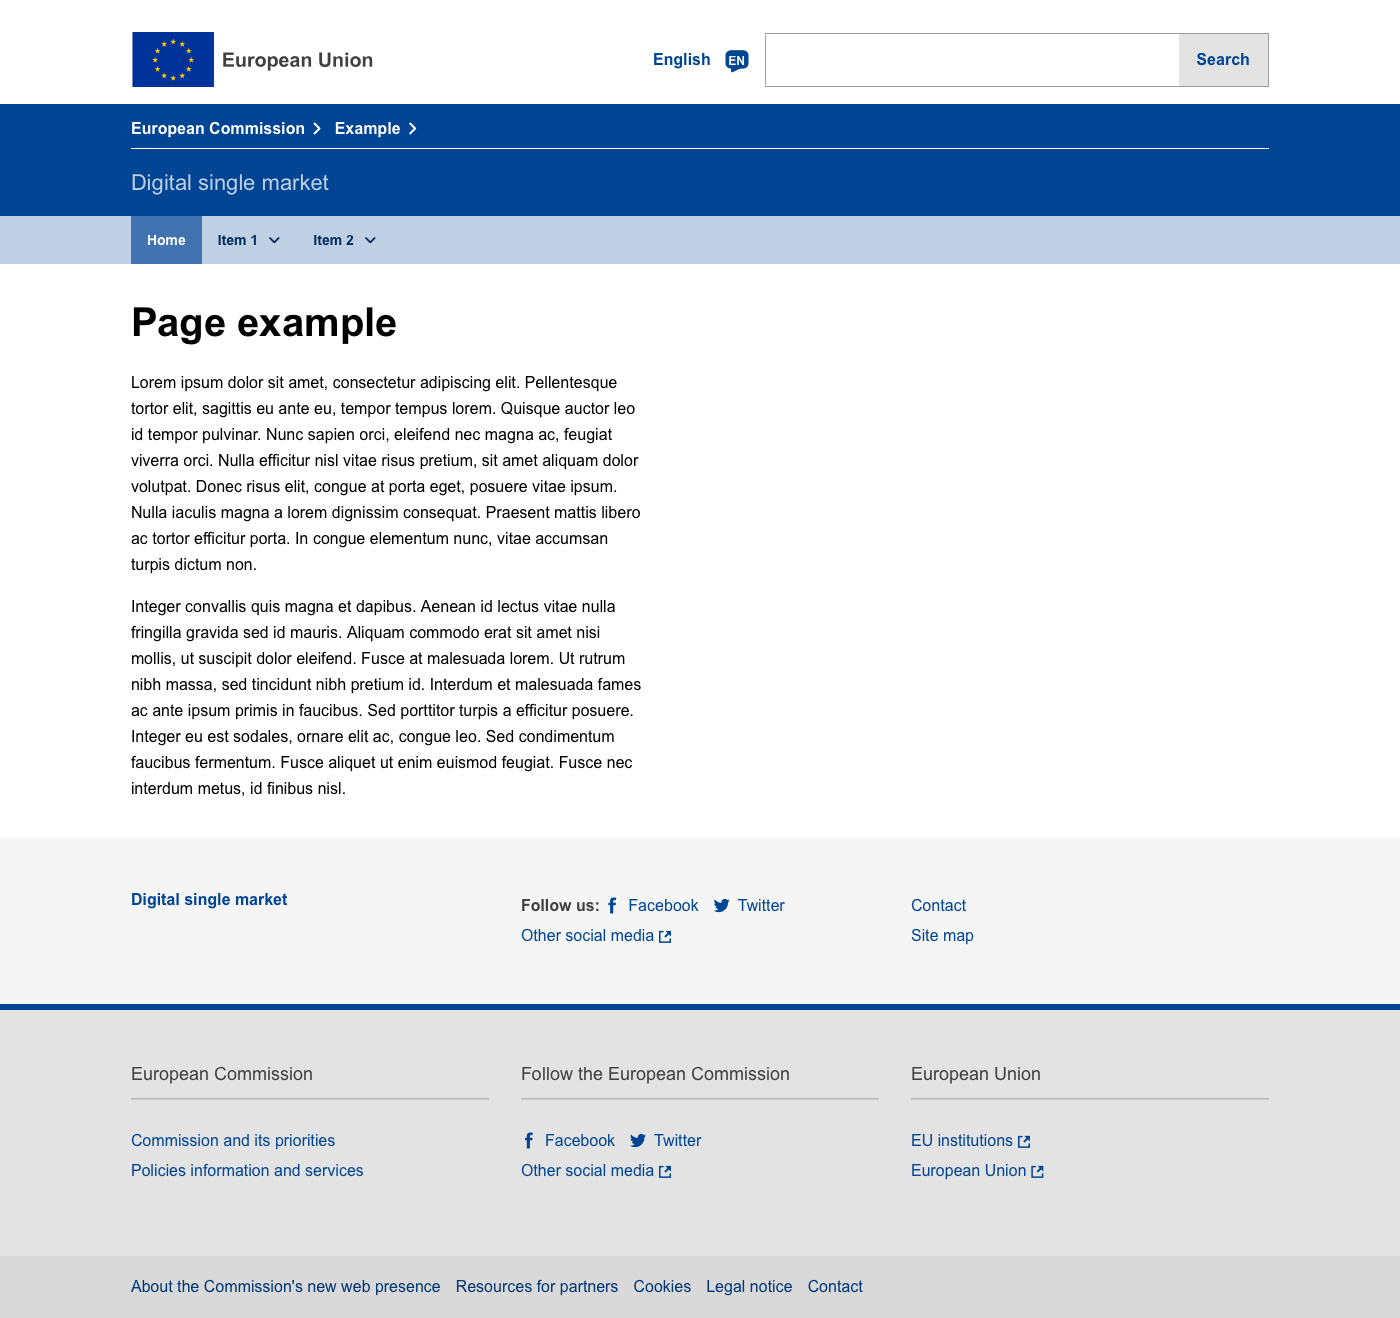 European Union
English EN Search
European Commission Example
Digital single market
Home Item 1 Item 2
Page example
Lorem ipsum dolor sit amet, consectetur adipiscing elit. Pellentesque
tortor elit, sagittis eu ante eu, tempor tempus lorem. Quisque auctor leo
id tempor pulvinar. Nunc sapien orci, eleifend nec magna ac, feugiat
viverra orci. Nulla efficitur nisl vitae risus pretium, sit amet aliquam dolor
volutpat. Donec risus elit, congue at porta eget, posuere vitae ipsum.
Nulla iaculis magna a lorem dignissim consequat. Praesent mattis libero
ac tortor efficitur porta. In congue elementum nunc, vitae accumsan
turpis dictum non.
Integer convallis quis magna et dapibus. Aenean id lectus vitae nulla
fringilla gravida sed id mauris. Aliquam commodo erat sit amet nisi
mollis, ut suscipit dolor eleifend. Fusce at malesuada lorem. Ut rutrum
nibh massa, sed tincidunt nibh pretium id. Interdum et malesuada fames
ac ante ipsum primis in faucibus. Sed porttitor turpis a efficitur posuere.
Integer eu est sodales, ornare elit ac, congue leo. Sed condimentum
faucibus fermentum. Fusce aliquet ut enim euismod feugiat. Fusce nec
interdum metus, id finibus nisl.
Digital single market
Follow us: Facebook Twitter
Other social media
Contact
Site map
European Commission
Commission and its priorities
Policies information and services
Follow the European Commission
Facebook Twitter
Other social media
European Union
EU institutions
European Union
About the Commission's new web presence Resources for partners Cookies Legal notice Contact